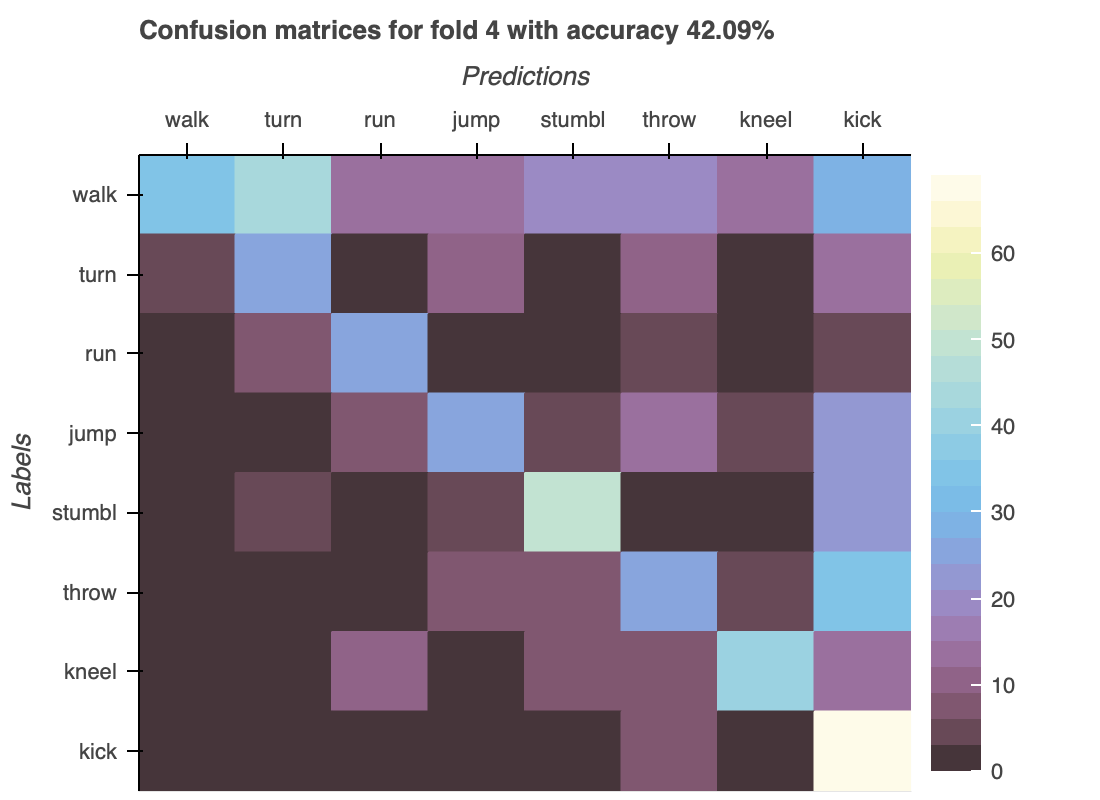 Confusion matrices for fold 4 with accuracy 42.09%
Predictions
walk turn run jump stumbl throw kneel kick
walk
turn
run
jump
stumbl
throw
kneel
kick
Labels
60
50
40
30
20
10
0